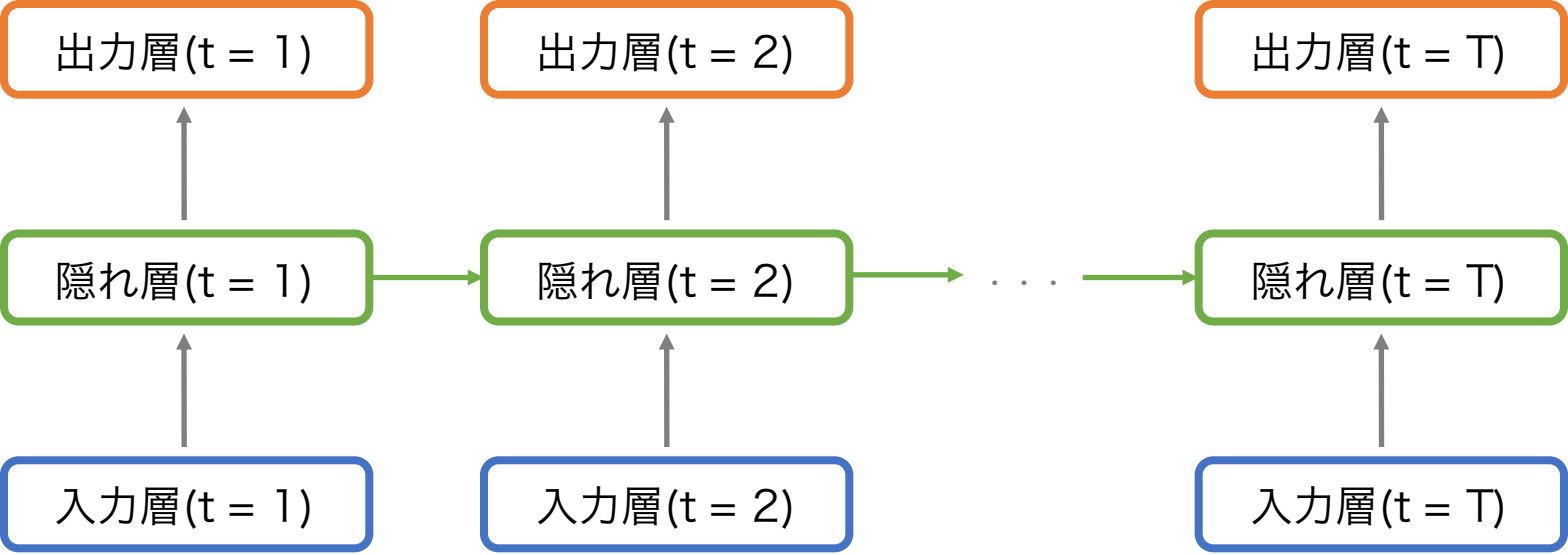 出力層(t = 1)
出力層(t = 2)
出力層(t = T)
隠れ層(t = 1)
隠れ層(t = 2)
. . .
隠れ層(t = T)
入力層(t = 1)
入力層(t = 2)
入力層(t = T)